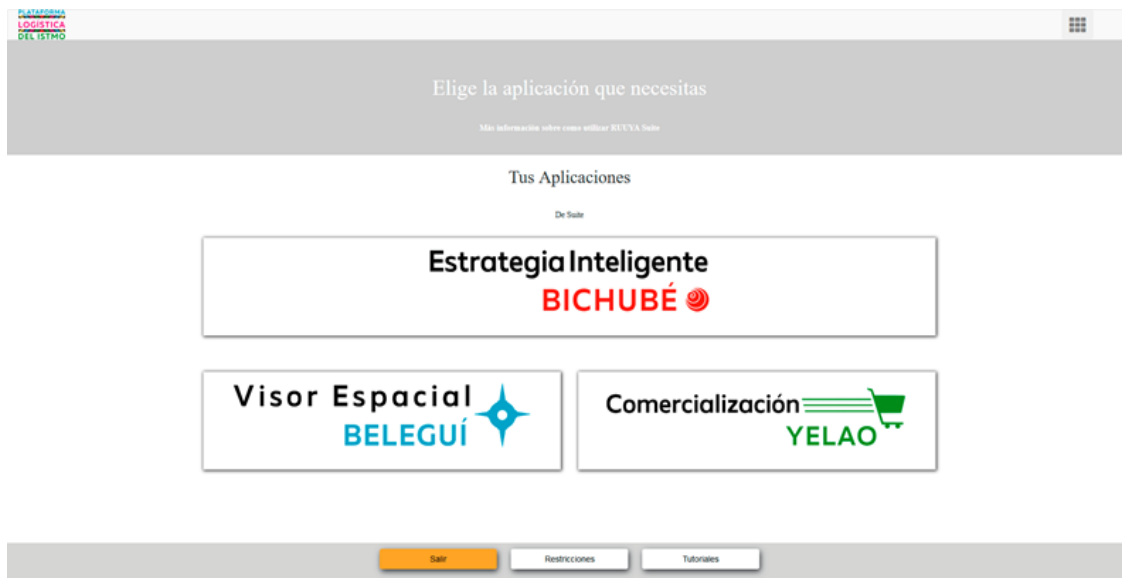 PLATAFORMA
LOGÍSTICA
DEL ISTMO
Elige la aplicación que necesitas
Más información sobre como utilizar RUUYA Suite
Tus Aplicaciones
De Suite
Estrategia Inteligente
BICHUBÉ
Visor Espacial
BELEGUÍ
Comercialización
YELAO
Salir
Restricciones
Tutoriales